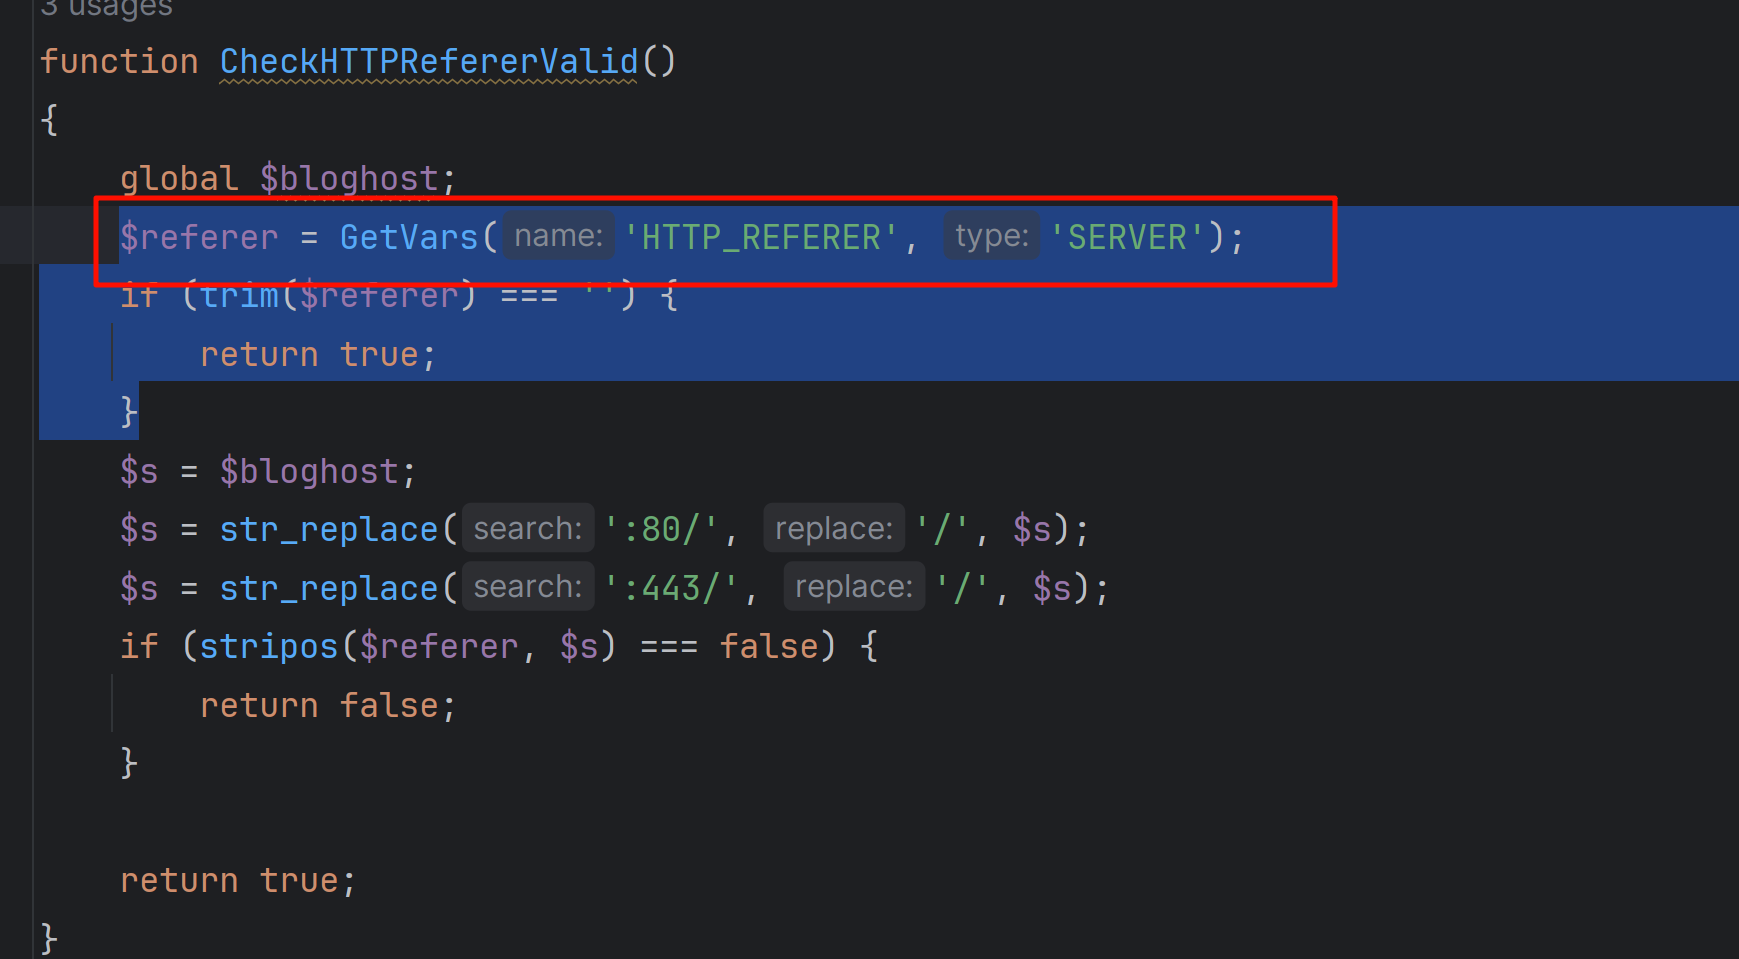 3 usages
function CheckHTTPRefererValid()
{
    global $bloghost;
    $referer = GetVars( name: 'HTTP_REFERER', type: 'SERVER');
    if (trim($referer) === '') {
        return true;
    }
    $s = $bloghost;
    $s = str_replace( search: ':80/', replace: '/', $s);
    $s = str_replace( search: ':443/', replace: '/', $s);
    if (stripos($referer, $s) === false) {
        return false;
    }
    return true;
}